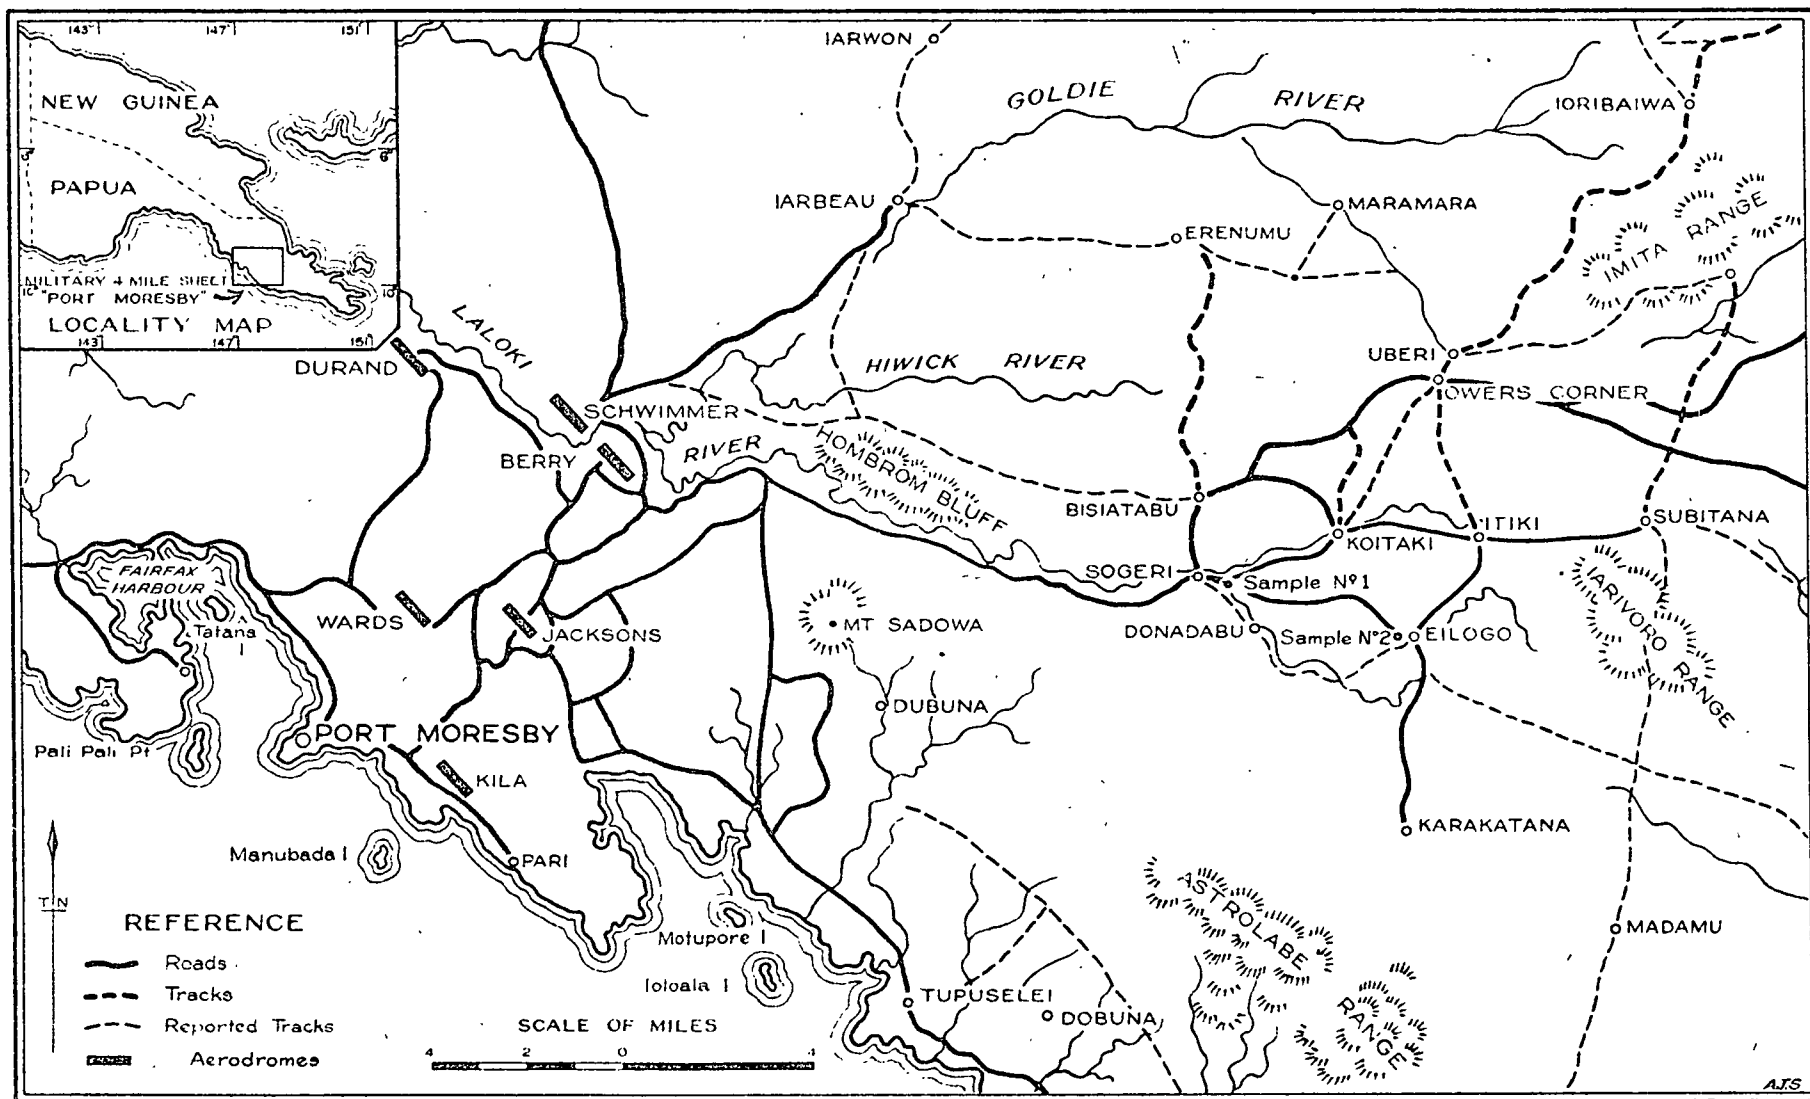 143°
147°
151°
NEW GUINEA
PAPUA
MILITARY 4 MILE SHEET
"PORT MORESBY"
LOCALITY MAP
143°
147°
151°
6°
6°
10°
10°
IARWON
GOLDIE RIVER
IORIBAIWA
IARBEAU
MARAMARA
ERENUMU
IMITA RANGE
LALOKI
RIVER
DURAND
HIWICK RIVER
UBERI
OWERS CORNER
SCHWIMMER
BERRY
HOMBROM BLUFF
BISIATABU
KOITAKI
ITIKI
SUBITANA
FAIRFAX
HARBOUR
SOGERI
Sample Nº1
IARIVORO RANGE
WARDS
JACKSONS
MT SADOWA
DONADABU
Sample Nº2
EILOGO
Tatana
I
DUBUNA
PORT MORESBY
Pali Pali Pt
KILA
KARAKATANA
Manubada I
PARI
ASTROLABE
RANGE
MADAMU
T N
Motupore I
Loloala I
TUPUSELEI
DOBUNA
REFERENCE
Roads
Tracks
Reported Tracks
Aerodromes
SCALE OF MILES
4 2 0 4
A.T.S